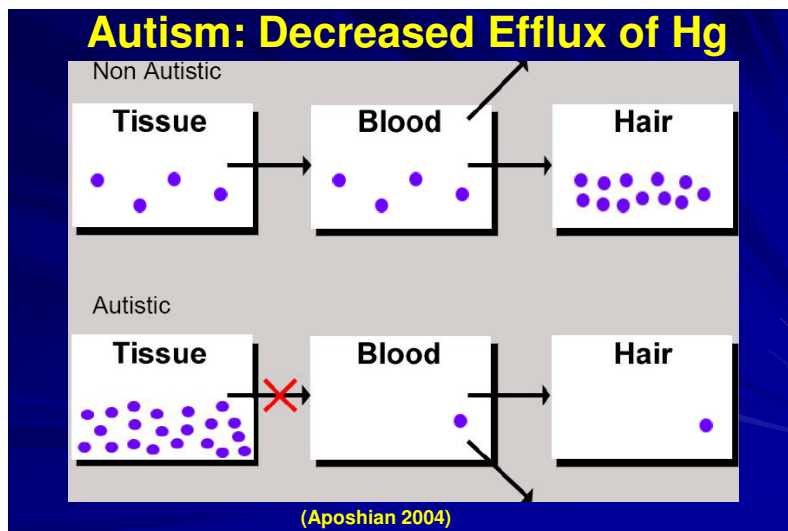 Autism: Decreased Efflux of Hg
Non Autistic
Tissue
Blood
Hair
Autistic
Tissue
Blood
Hair
(Aposhian 2004)